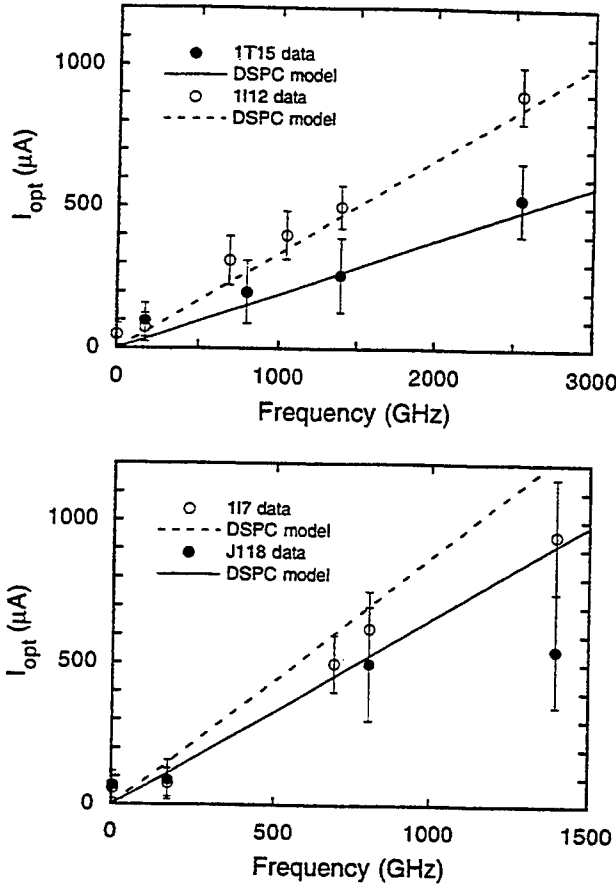 1000
500
0
I_opt (μA)
1T15 data
DSPC model
1I12 data
DSPC model
0
1000
2000
3000
Frequency (GHz)
1000
500
0
I_opt (μA)
1I7 data
DSPC model
J118 data
DSPC model
0
500
1000
1500
Frequency (GHz)